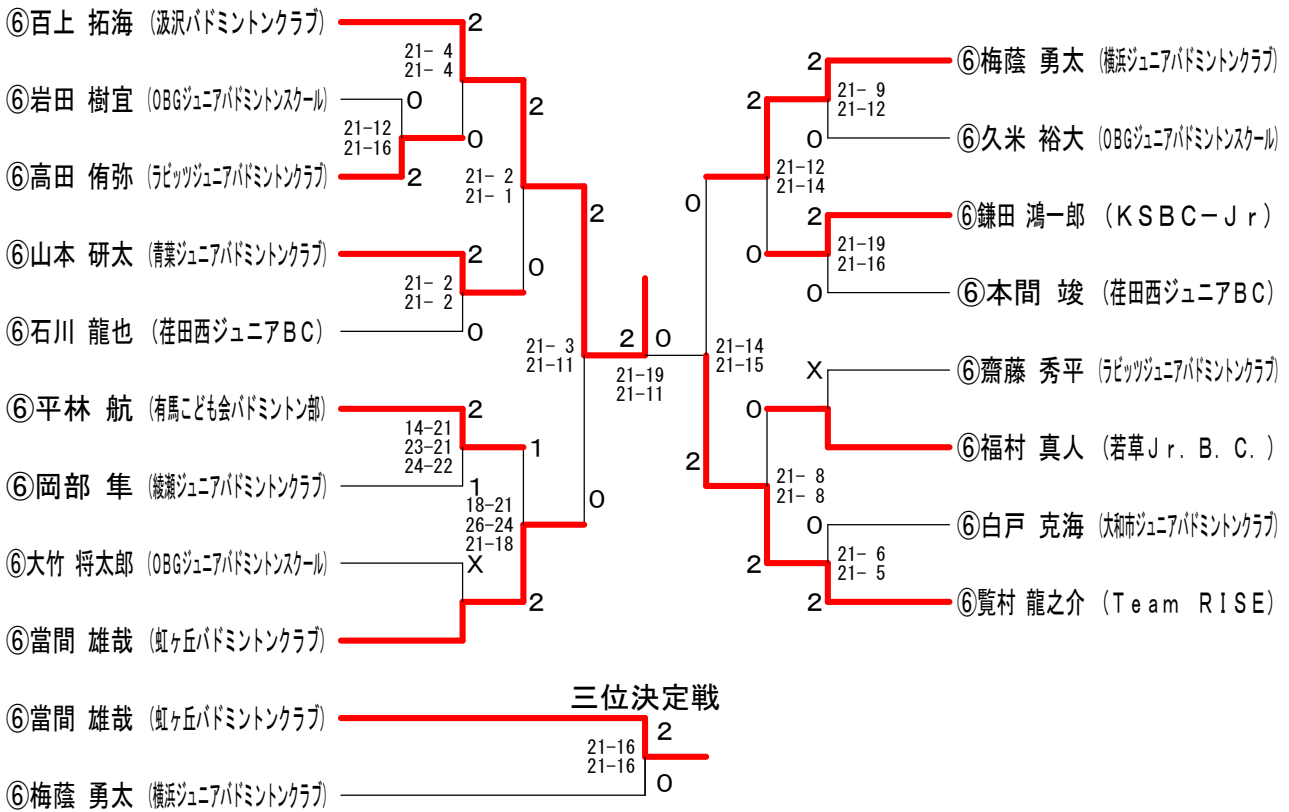 ⑥百上 拓海 (汲沢バドミントンクラブ)
2
21- 4
21- 4
⑥岩田 樹宜 (OBGジュニアバドミントンスクール)
0
2
21-12
21-16
0
⑥高田 侑弥 (ラビッツジュニアバドミントンクラブ)
2
21- 2
21- 1
2
⑥山本 研太 (青葉ジュニアバドミントンクラブ)
2
21- 2
21- 2
0
⑥石川 龍也 (荏田西ジュニアBC)
0
21- 3
21-11
2
0
21-19
21-11
⑥平林 航 (有馬こども会バドミントン部)
2
14-21
23-21
24-22
1
⑥岡部 隼 (綾瀬ジュニアバドミントンクラブ)
1
18-21
26-24
21-18
0
⑥大竹 将太郎 (OBGジュニアバドミントンスクール)
X
2
⑥當間 雄哉 (虹ヶ丘バドミントンクラブ)
2
⑥梅蔭 勇太 (横浜ジュニアバドミントンクラブ)
21- 9
21-12
2
0
⑥久米 裕大 (OBGジュニアバドミントンスクール)
21-12
21-14
0
2
⑥鎌田 鴻一郎 (KSBC-Jr)
21-19
21-16
0
0
⑥本間 竣 (荏田西ジュニアBC)
21-14
21-15
X
⑥齋藤 秀平 (ラビッツジュニアバドミントンクラブ)
0
⑥福村 真人 (若草Jr. B. C. )
2
21- 8
21- 8
0
⑥白戸 克海 (大和市ジュニアバドミントンクラブ)
21- 6
21- 5
2
2
⑥覧村 龍之介 (Team RISE)
三位決定戦
⑥當間 雄哉 (虹ヶ丘バドミントンクラブ)
2
21-16
21-16
0
⑥梅蔭 勇太 (横浜ジュニアバドミントンクラブ)